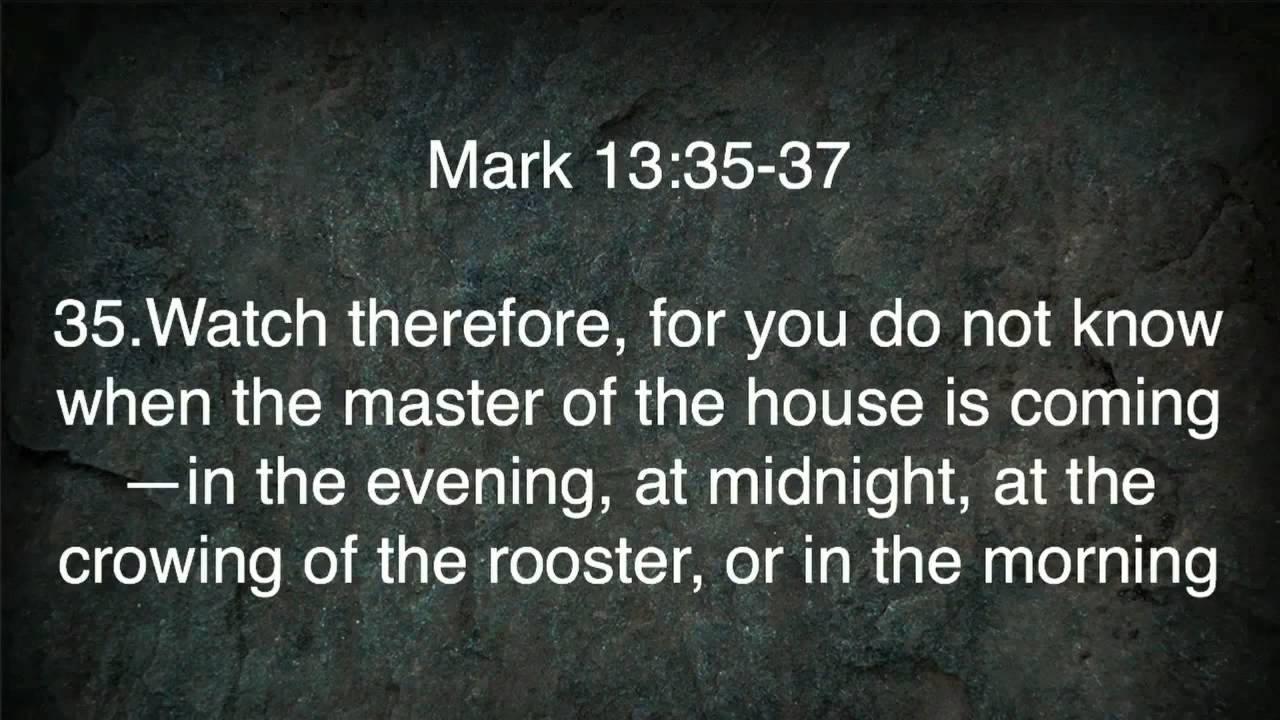 Mark 13:35-37
35.Watch therefore, for you do not know
when the master of the house is coming
—in the evening, at midnight, at the
crowing of the rooster, or in the morning